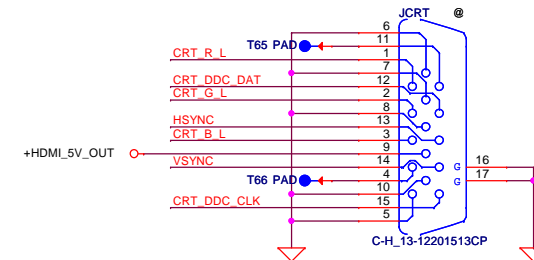 JCRT @
6
T65 PAD 11
CRT_R_L 1
7
CRT_DDC_DAT 12
CRT_G_L 2
8
HSYNC 13
CRT_B_L 3
+HDMI_5V_OUT 9
VSYNC 14 G 16
T66 PAD 4 G 17
10
CRT_DDC_CLK 15
5
C-H_13-12201513CP